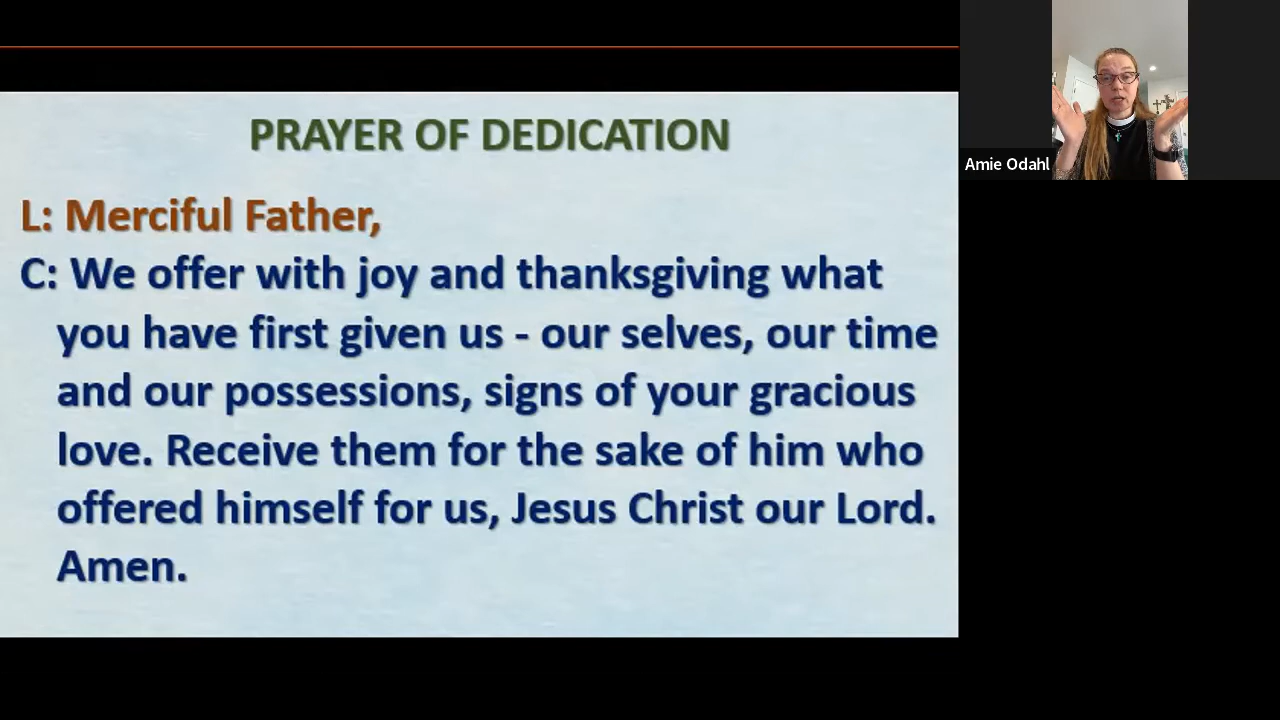 PRAYER OF DEDICATION
L: Merciful Father,
C: We offer with joy and thanksgiving what
you have first given us - our selves, our time
and our possessions, signs of your gracious
love. Receive them for the sake of him who
offered himself for us, Jesus Christ our Lord.
Amen.
Amie Odahl